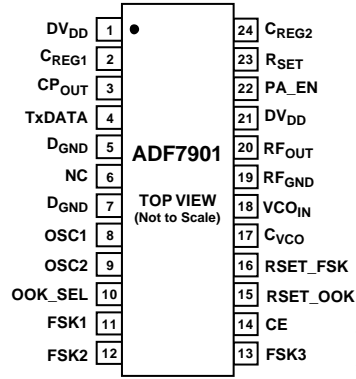 DVDD 1
CREG1 2
CPOUT 3
TxDATA 4
DGND 5
NC 6
DGND 7
OSC1 8
OSC2 9
OOK_SEL 10
FSK1 11
FSK2 12
ADF7901
TOP VIEW
(Not to Scale)
24 CREG2
23 RSET
22 PA_EN
21 DVDD
20 RFOUT
19 RFGND
18 VCOIN
17 CVCO
16 RSET_FSK
15 RSET_OOK
14 CE
13 FSK3